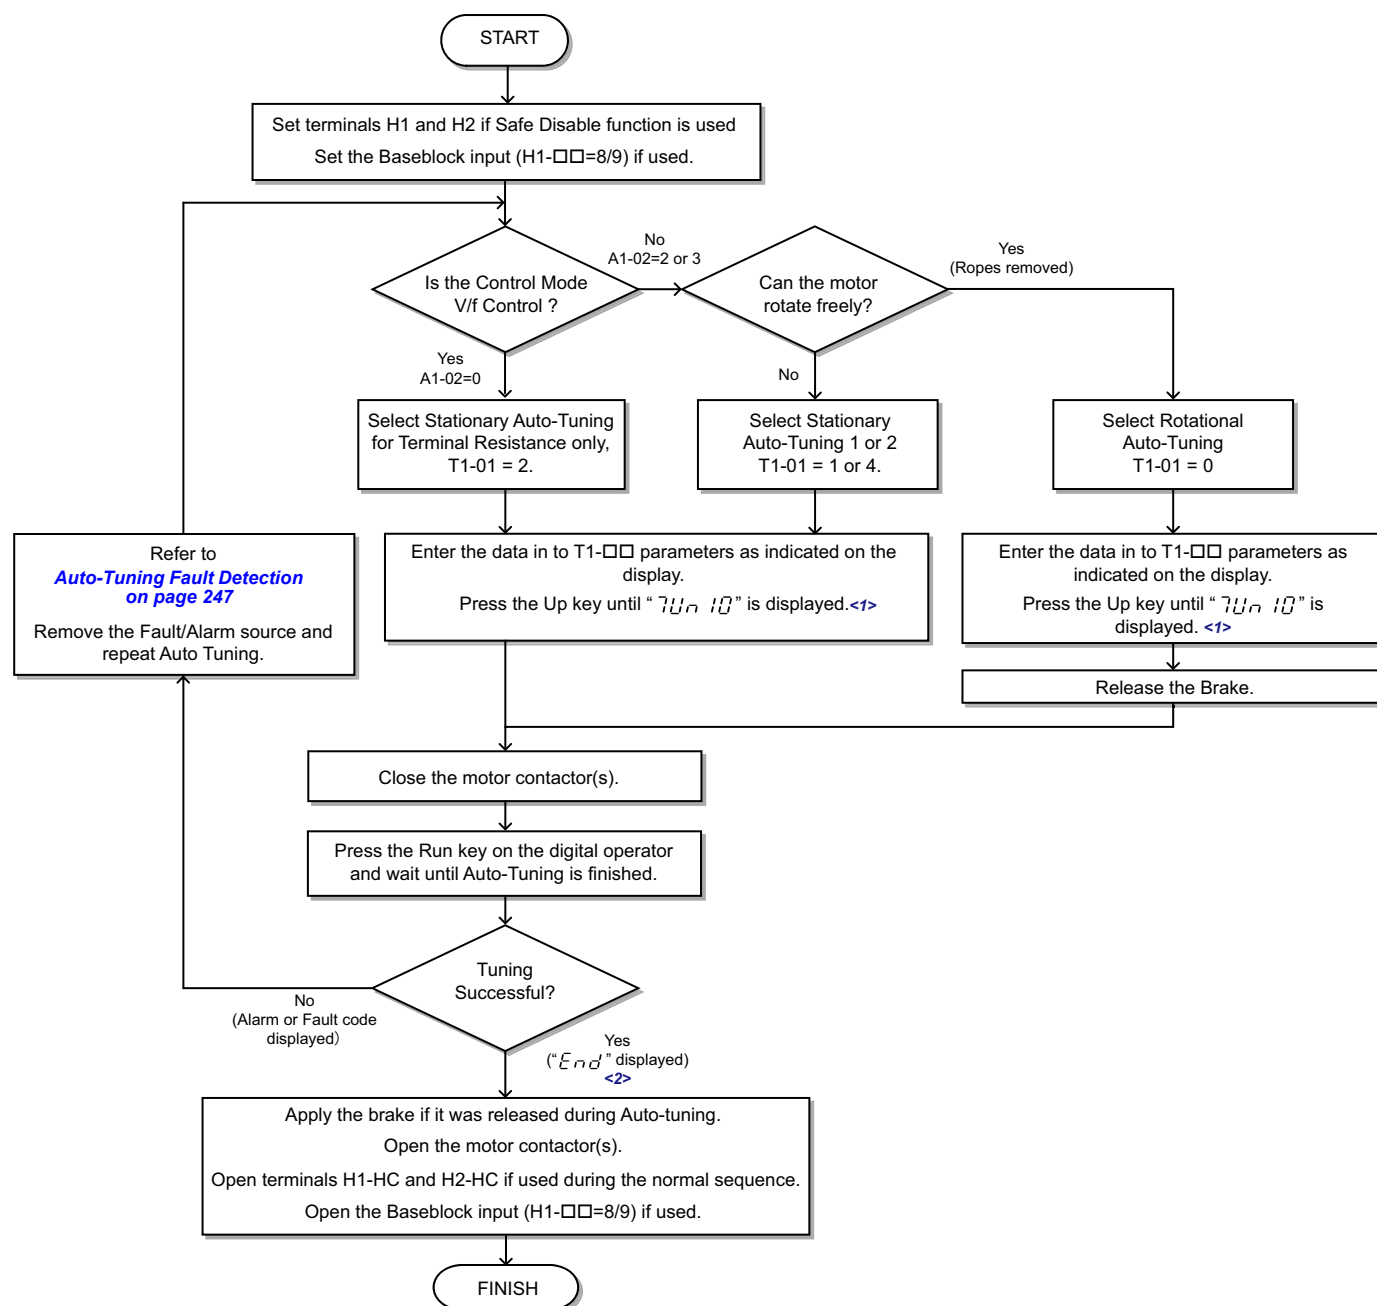 START
Set terminals H1 and H2 if Safe Disable function is used
Set the Baseblock input (H1-□□=8/9) if used.
Is the Control Mode
V/f Control ?
No
A1-02=2 or 3
Can the motor
rotate freely?
Yes
(Ropes removed)
Yes
A1-02=0
No
Select Stationary Auto-Tuning
for Terminal Resistance only,
T1-01 = 2.
Select Stationary
Auto-Tuning 1 or 2
T1-01 = 1 or 4.
Select Rotational
Auto-Tuning
T1-01 = 0
Refer to
Auto-Tuning Fault Detection
on page 247
Remove the Fault/Alarm source and
repeat Auto Tuning.
Enter the data in to T1-□□ parameters as indicated on the
display.
Press the Up key until “ TUn 10” is displayed.<1>
Enter the data in to T1-□□ parameters as
indicated on the display.
Press the Up key until “ TUn 10” is
displayed. <1>
Release the Brake.
Close the motor contactor(s).
Press the Run key on the digital operator
and wait until Auto-Tuning is finished.
Tuning
Successful?
No
(Alarm or Fault code
displayed)
Yes
(“End” displayed)
<2>
Apply the brake if it was released during Auto-tuning.
Open the motor contactor(s).
Open terminals H1-HC and H2-HC if used during the normal sequence.
Open the Baseblock input (H1-□□=8/9) if used.
FINISH